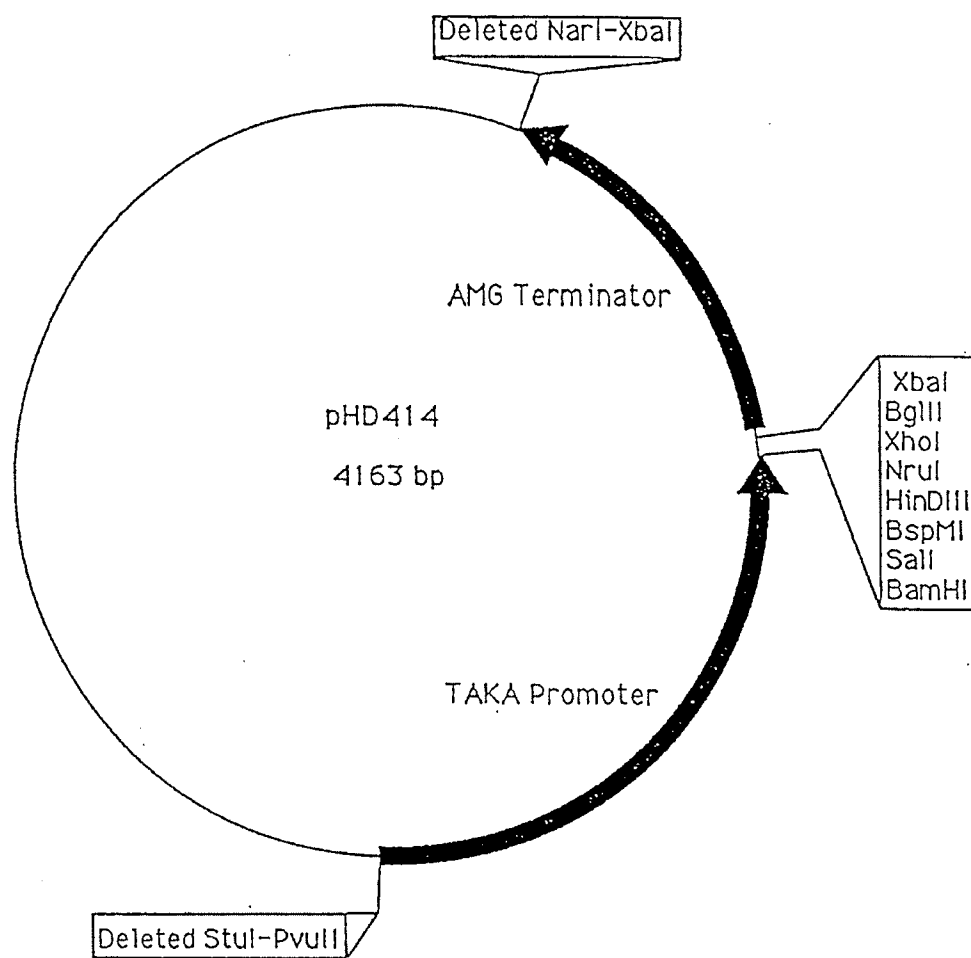 Deleted NarI-XbaI
AMG Terminator
pHD414
4163 bp
XbaI
BglII
XhoI
NruI
HinDIII
BspMI
SalI
BamHI
TAKA Promoter
Deleted StuI-PvuII